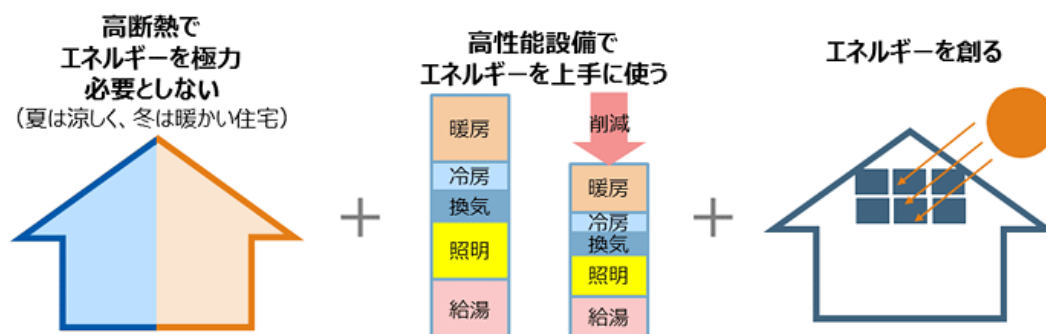 高断熱で
エネルギーを極力
必要としない
（夏は涼しく、冬は暖かい住宅）
高性能設備で
エネルギーを上手に使う
暖房
冷房
換気
照明
給湯
削減
暖房
冷房
換気
照明
給湯
エネルギーを創る